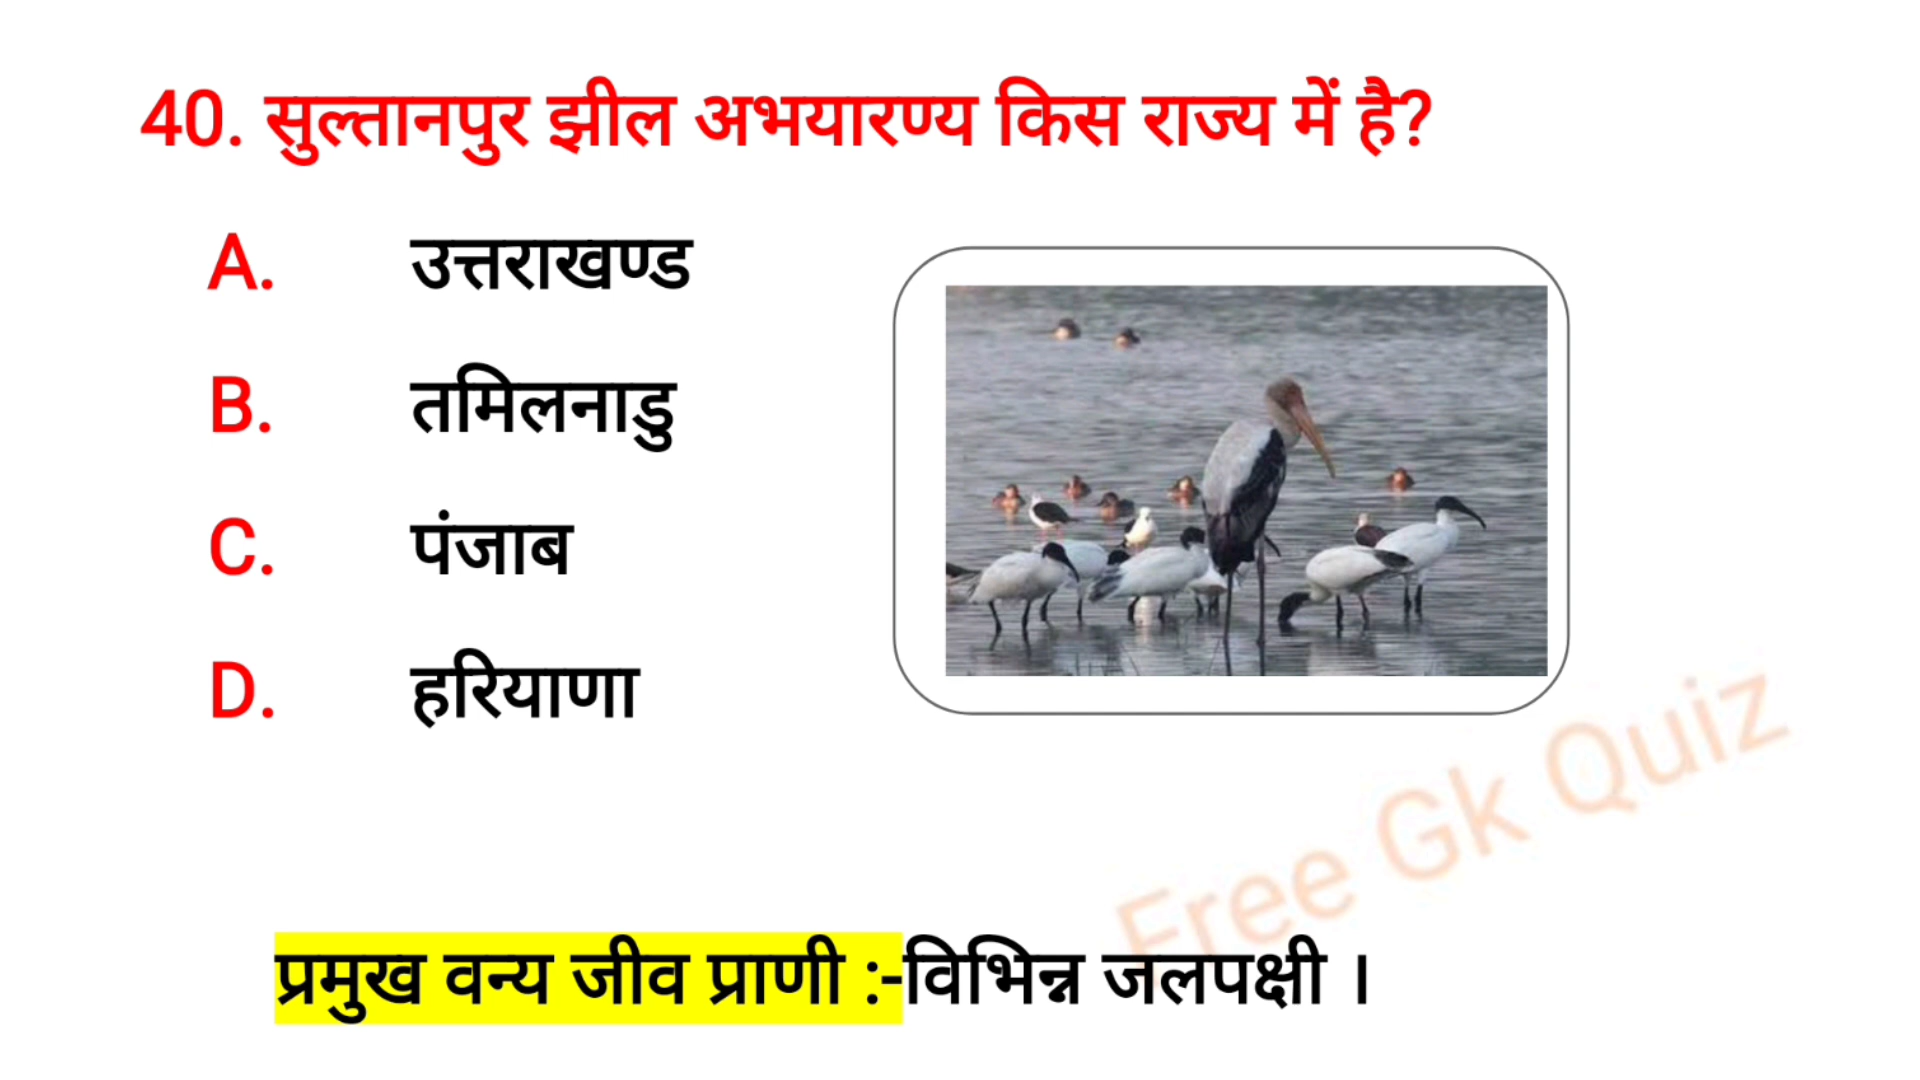 40. सुल्तानपुर झील अभयारण्य किस राज्य में है?
A. उत्तराखण्ड
B. तमिलनाडु
C. पंजाब
D. हरियाणा
Free Gk Quiz
प्रमुख वन्य जीव प्राणी :-विभिन्न जलपक्षी ।